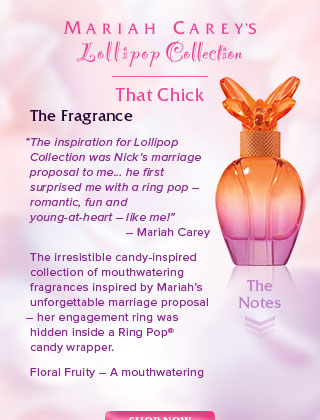 MARIAH CAREY'S
Lollipop Collection
That Chick
The Fragrance
“The inspiration for Lollipop
Collection was Nick's marriage
proposal to me... he first
surprised me with a ring pop –
romantic, fun and
young-at-heart – like me!”
– Mariah Carey
The irresistible candy-inspired
collection of mouthwatering
fragrances inspired by Mariah's
unforgettable marriage proposal
– her engagement ring was
hidden inside a Ring Pop®
candy wrapper.
Floral Fruity – A mouthwatering
The
Notes
SHOP NOW